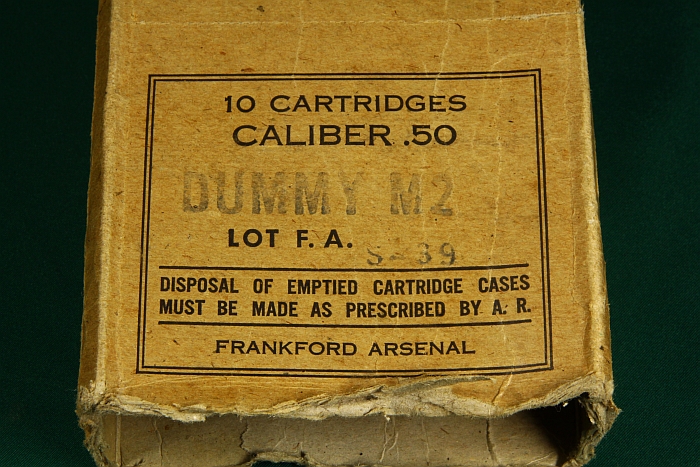 10 CARTRIDGES
CALIBER .50
DUMMY M2
LOT F. A. S-39
DISPOSAL OF EMPTIED CARTRIDGE CASES
MUST BE MADE AS PRESCRIBED BY A. R.
FRANKFORD ARSENAL